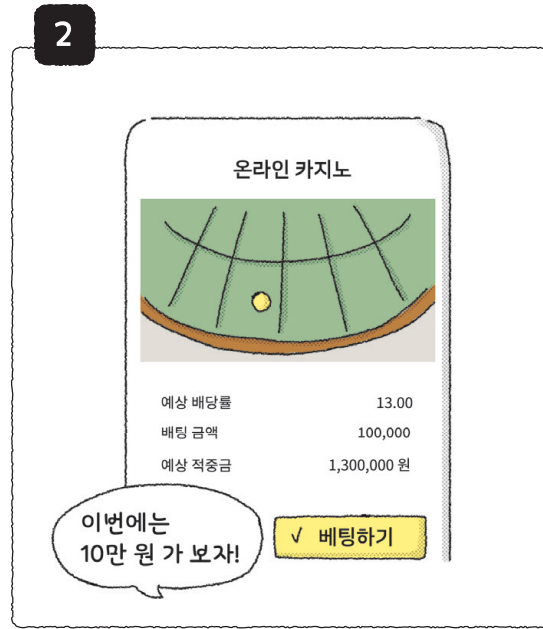 2
온라인 카지노
예상 배당률 13.00
배팅 금액 100,000
예상 적중금 1,300,000 원
이번에는
10만 원 가 보자!
✓ 베팅하기